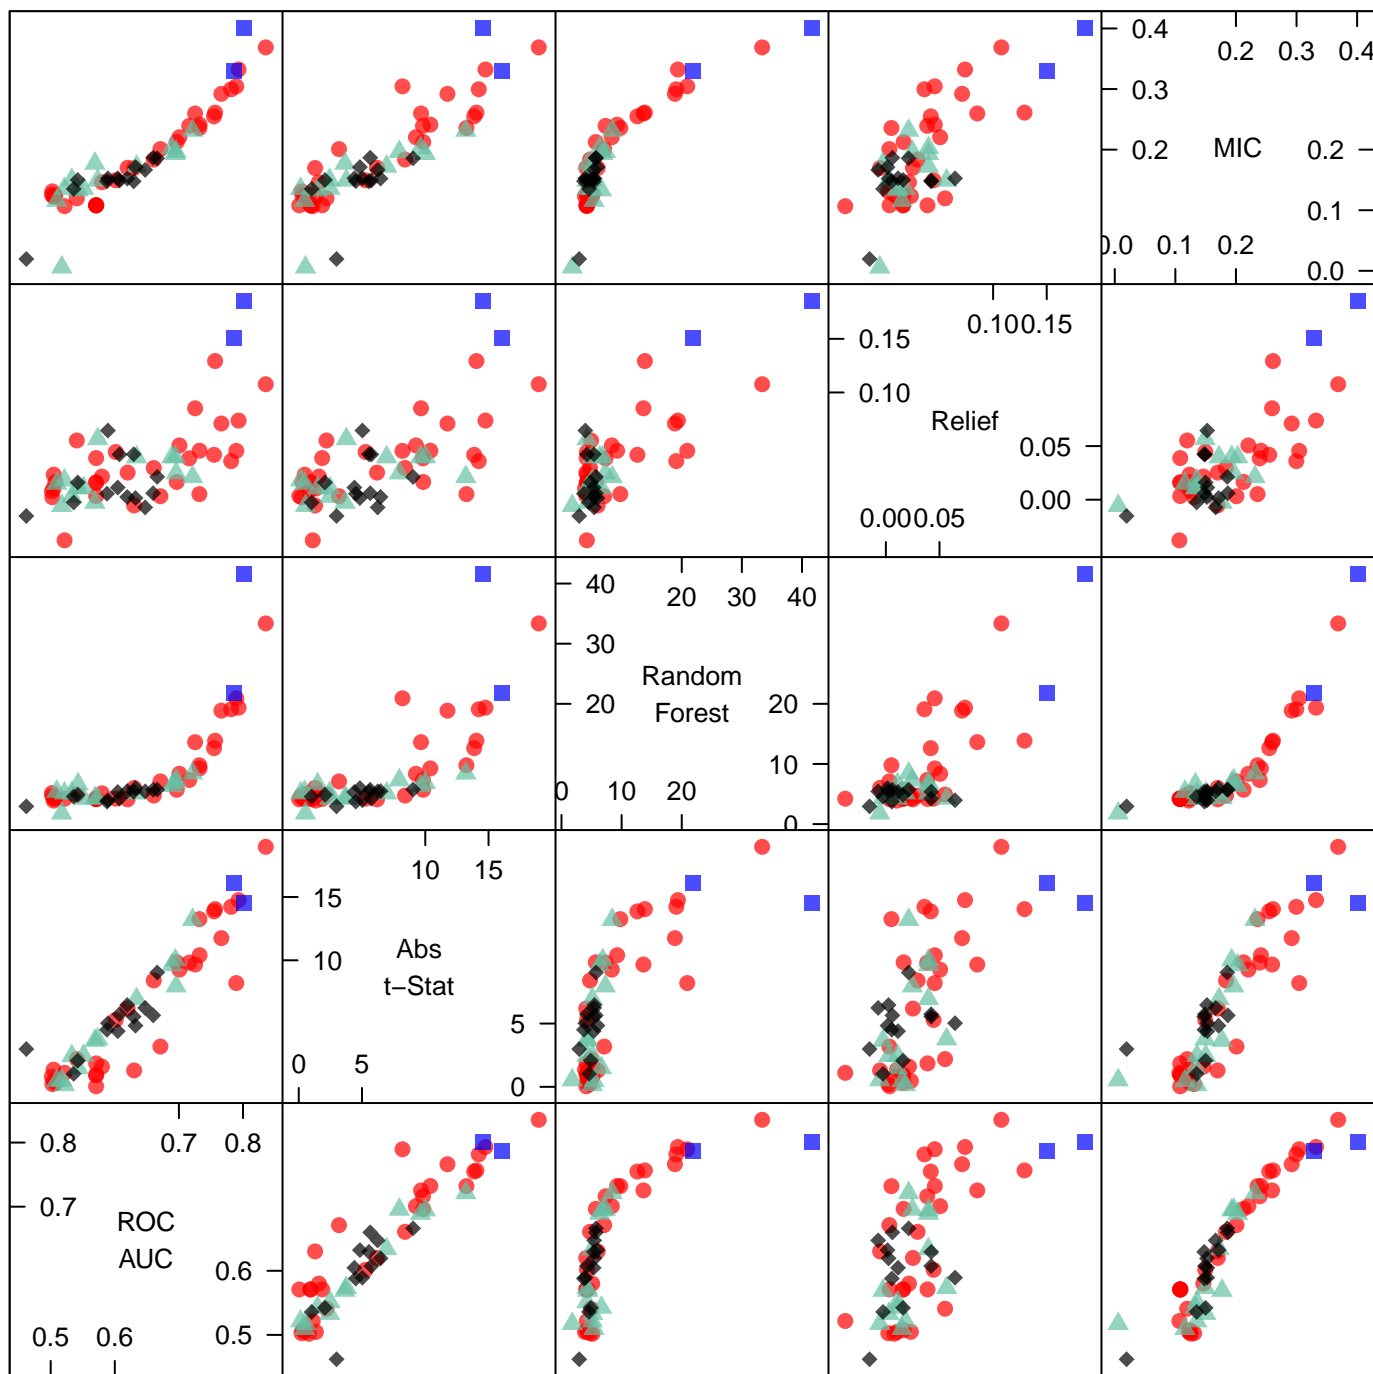 0.4 0.2 0.3 0.4
0.3
0.2 MIC 0.2
0.1
0.0 0.1 0.2 0.0
0.15 0.10 0.15
0.10
Relief
0.05
0.00 0.05 0.00
40 20 30 40
30
20 Random 20
Forest
10
0 10 20 0
10 15
15
10 Abs
t−Stat
5
0 5 0
0.8 0.7 0.8
0.7 ROC
AUC
0.6
0.5 0.6 0.5